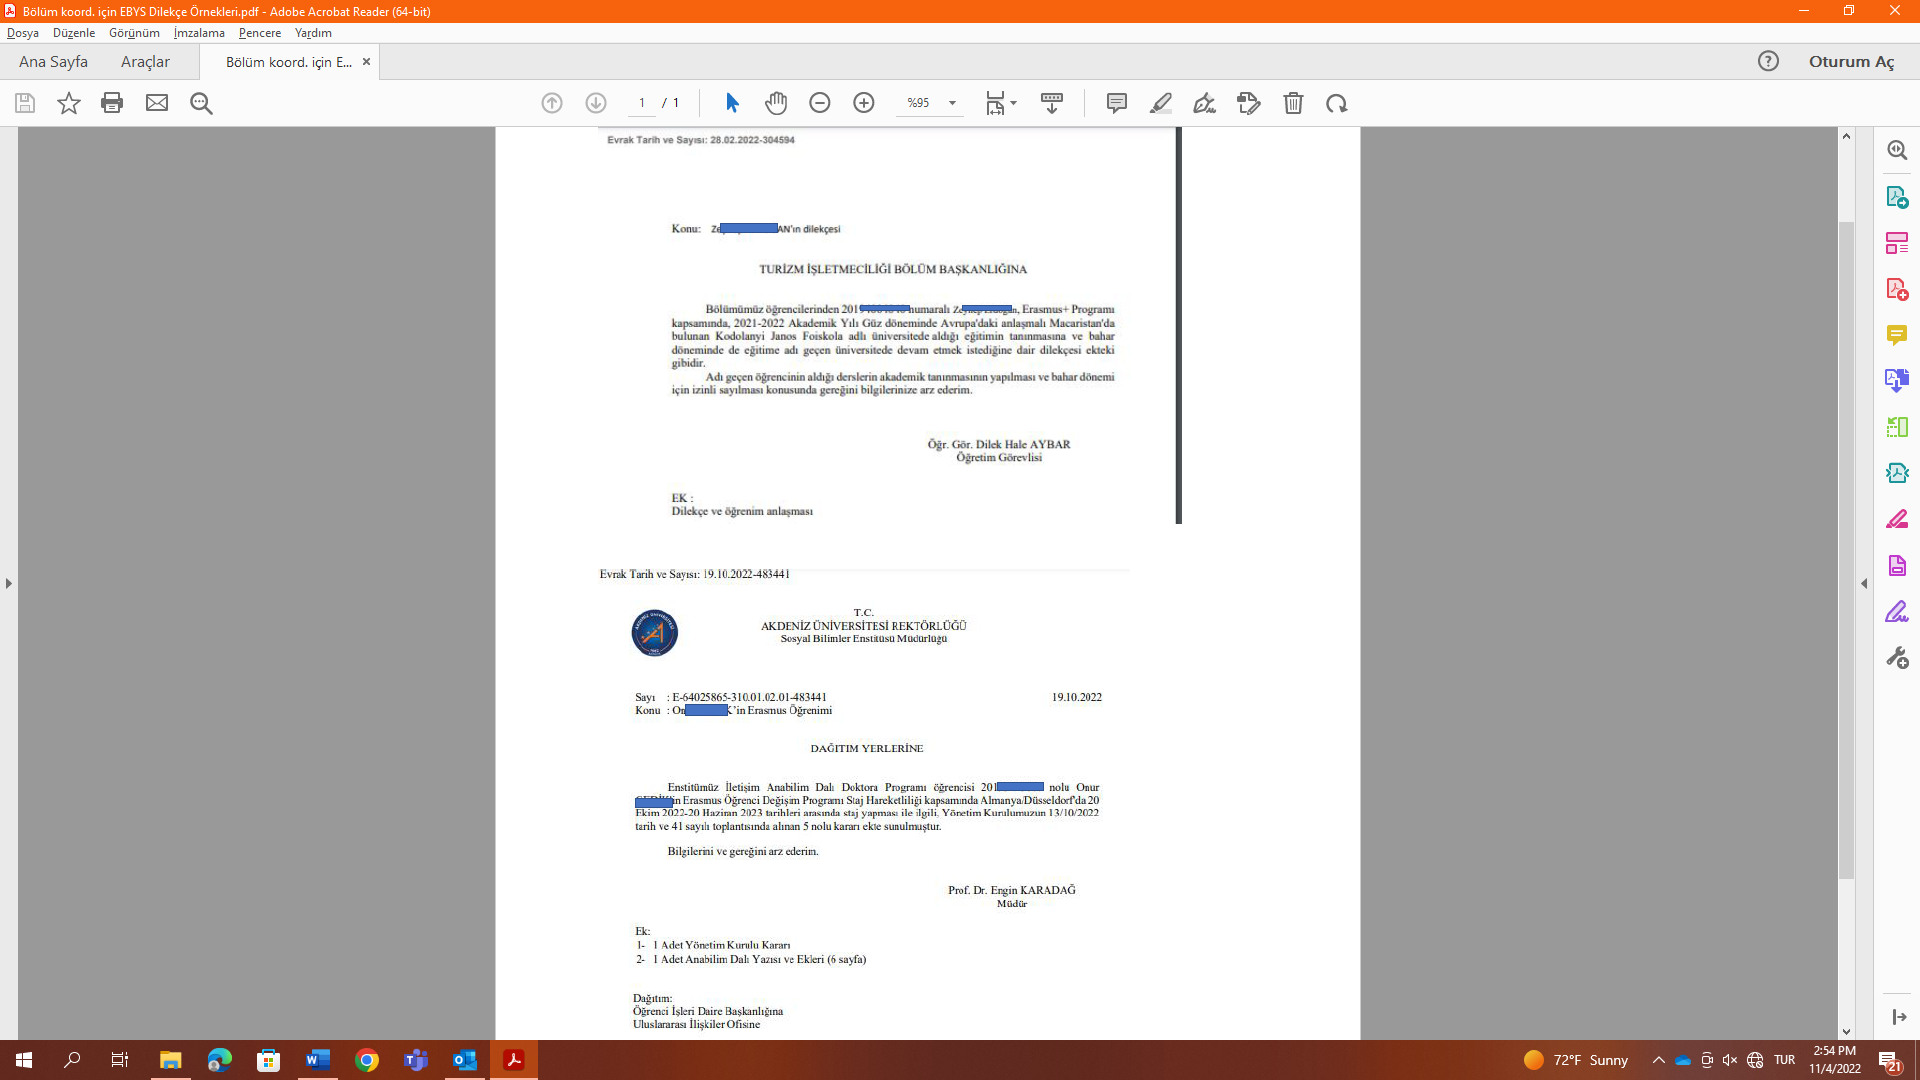 Bölüm koord. için EBYS Dilekçe Örnekleri.pdf - Adobe Acrobat Reader (64-bit)
Dosya Düzenle Görünüm İmzalama Pencere Yardım
Ana Sayfa Araçlar Bölüm koord. için E... Oturum Aç
1 / 1 %95
Evrak Tarih ve Sayısı: 28.02.2022-304594
Konu: Ze AN'ın dilekçesi
TURİZM İŞLETMECİLİĞİ BÖLÜM BAŞKANLIĞINA
Bölümümüz öğrencilerinden 201 numaralı , Erasmus+ Programı
kapsamında, 2021-2022 Akademik Yılı Güz döneminde Avrupa'daki anlaşmalı Macaristan'da
bulunan Kodolanyi Janos Foiskola adlı üniversitede aldığı eğitimin tanınmasına ve bahar
döneminde de eğitime adı geçen üniversitede devam etmek istediğine dair dilekçesi ekteki
gibidir.
Adı geçen öğrencinin aldığı derslerin akademik tanınmasının yapılması ve bahar dönemi
için izinli sayılması konusunda gereğini bilgilerinize arz ederim.
Öğr. Gör. Dilek Hale AYBAR
Öğretim Görevlisi
EK :
Dilekçe ve öğrenim anlaşması
Evrak Tarih ve Sayısı: 19.10.2022-483441
T.C.
AKDENİZ ÜNİVERSİTESİ REKTÖRLÜĞÜ
Sosyal Bilimler Enstitüsü Müdürlüğü
Sayı : E-64025865-310.01.02.01-483441 19.10.2022
Konu : On K'in Erasmus Öğrenimi
DAĞITIM YERLERİNE
Enstitümüz İletişim Anabilim Dalı Doktora Programı öğrencisi 201 nolu Onur
in Erasmus Öğrenci Değişim Programı Staj Hareketliliği kapsamında Almanya/Düsseldorf'da 20
Ekim 2022-20 Haziran 2023 tarihleri arasında staj yapması ile ilgili, Yönetim Kurulumuzun 13/10/2022
tarih ve 41 sayılı toplantısında alınan 5 nolu kararı ekte sunulmuştur.
Bilgilerini ve gereğini arz ederim.
Prof. Dr. Engin KARADAĞ
Müdür
Ek:
1- 1 Adet Yönetim Kurulu Kararı
2- 1 Adet Anabilim Dalı Yazısı ve Ekleri (6 sayfa)
Dağıtım:
Öğrenci İşleri Daire Başkanlığına
Uluslararası İlişkiler Ofisine
72°F Sunny TUR 2:54 PM
11/4/2022 21